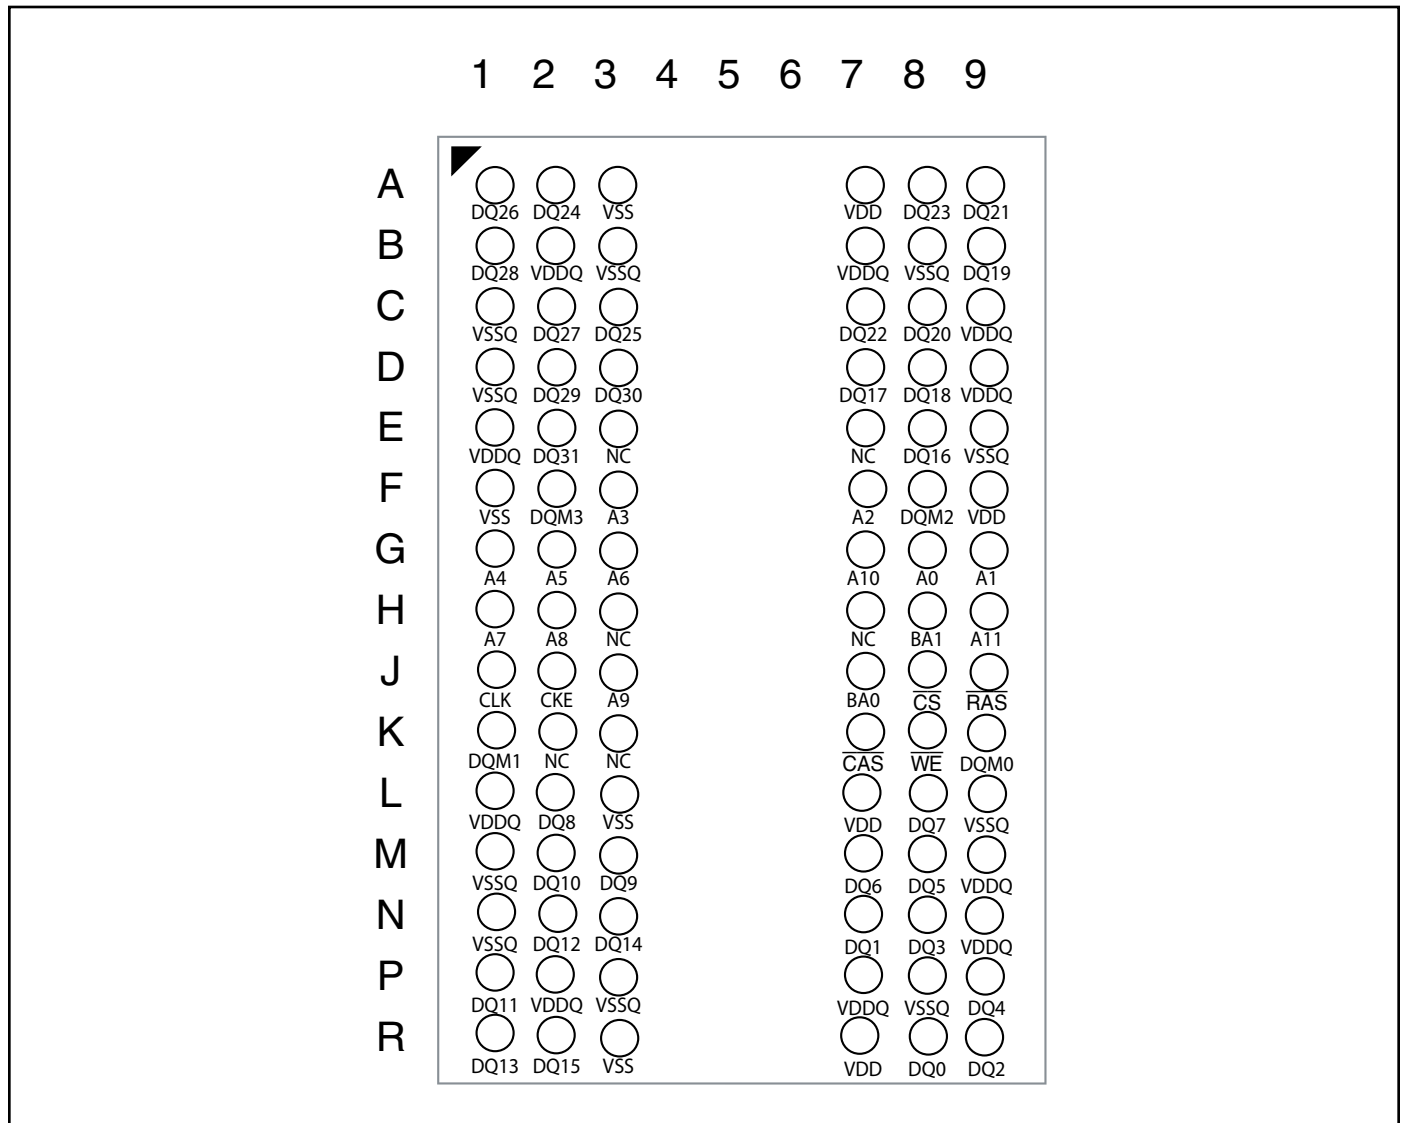 1 2 3 4 5 6 7 8 9
A
DQ26 DQ24 VSS VDD DQ23 DQ21
B
DQ28 VDDQ VSSQ VDDQ VSSQ DQ19
C
VSSQ DQ27 DQ25 DQ22 DQ20 VDDQ
D
VSSQ DQ29 DQ30 DQ17 DQ18 VDDQ
E
VDDQ DQ31 NC NC DQ16 VSSQ
F
VSS DQM3 A3 A2 DQM2 VDD
G
A4 A5 A6 A10 A0 A1
H
A7 A8 NC NC BA1 A11
J
CLK CKE A9 BA0 C̅S̅ R̅A̅S̅
K
DQM1 NC NC C̅A̅S̅ W̅E̅ DQM0
L
VDDQ DQ8 VSS VDD DQ7 VSSQ
M
VSSQ DQ10 DQ9 DQ6 DQ5 VDDQ
N
VSSQ DQ12 DQ14 DQ1 DQ3 VDDQ
P
DQ11 VDDQ VSSQ VDDQ VSSQ DQ4
R
DQ13 DQ15 VSS VDD DQ0 DQ2